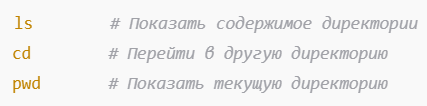 ls # Показать содержимое директории
cd # Перейти в другую директорию
pwd # Показать текущую директорию